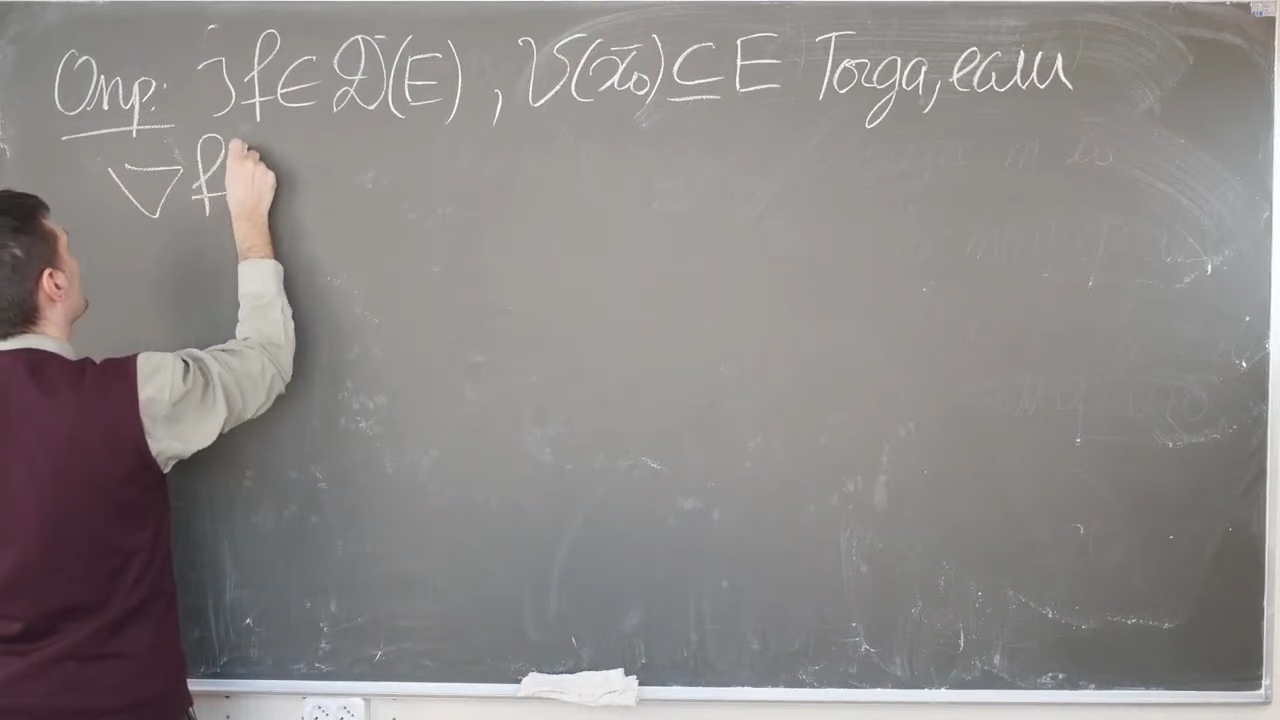 Опр: ] f ∈ D(E), V(x̄₀) ⊆ E Тогда, если
∇ f